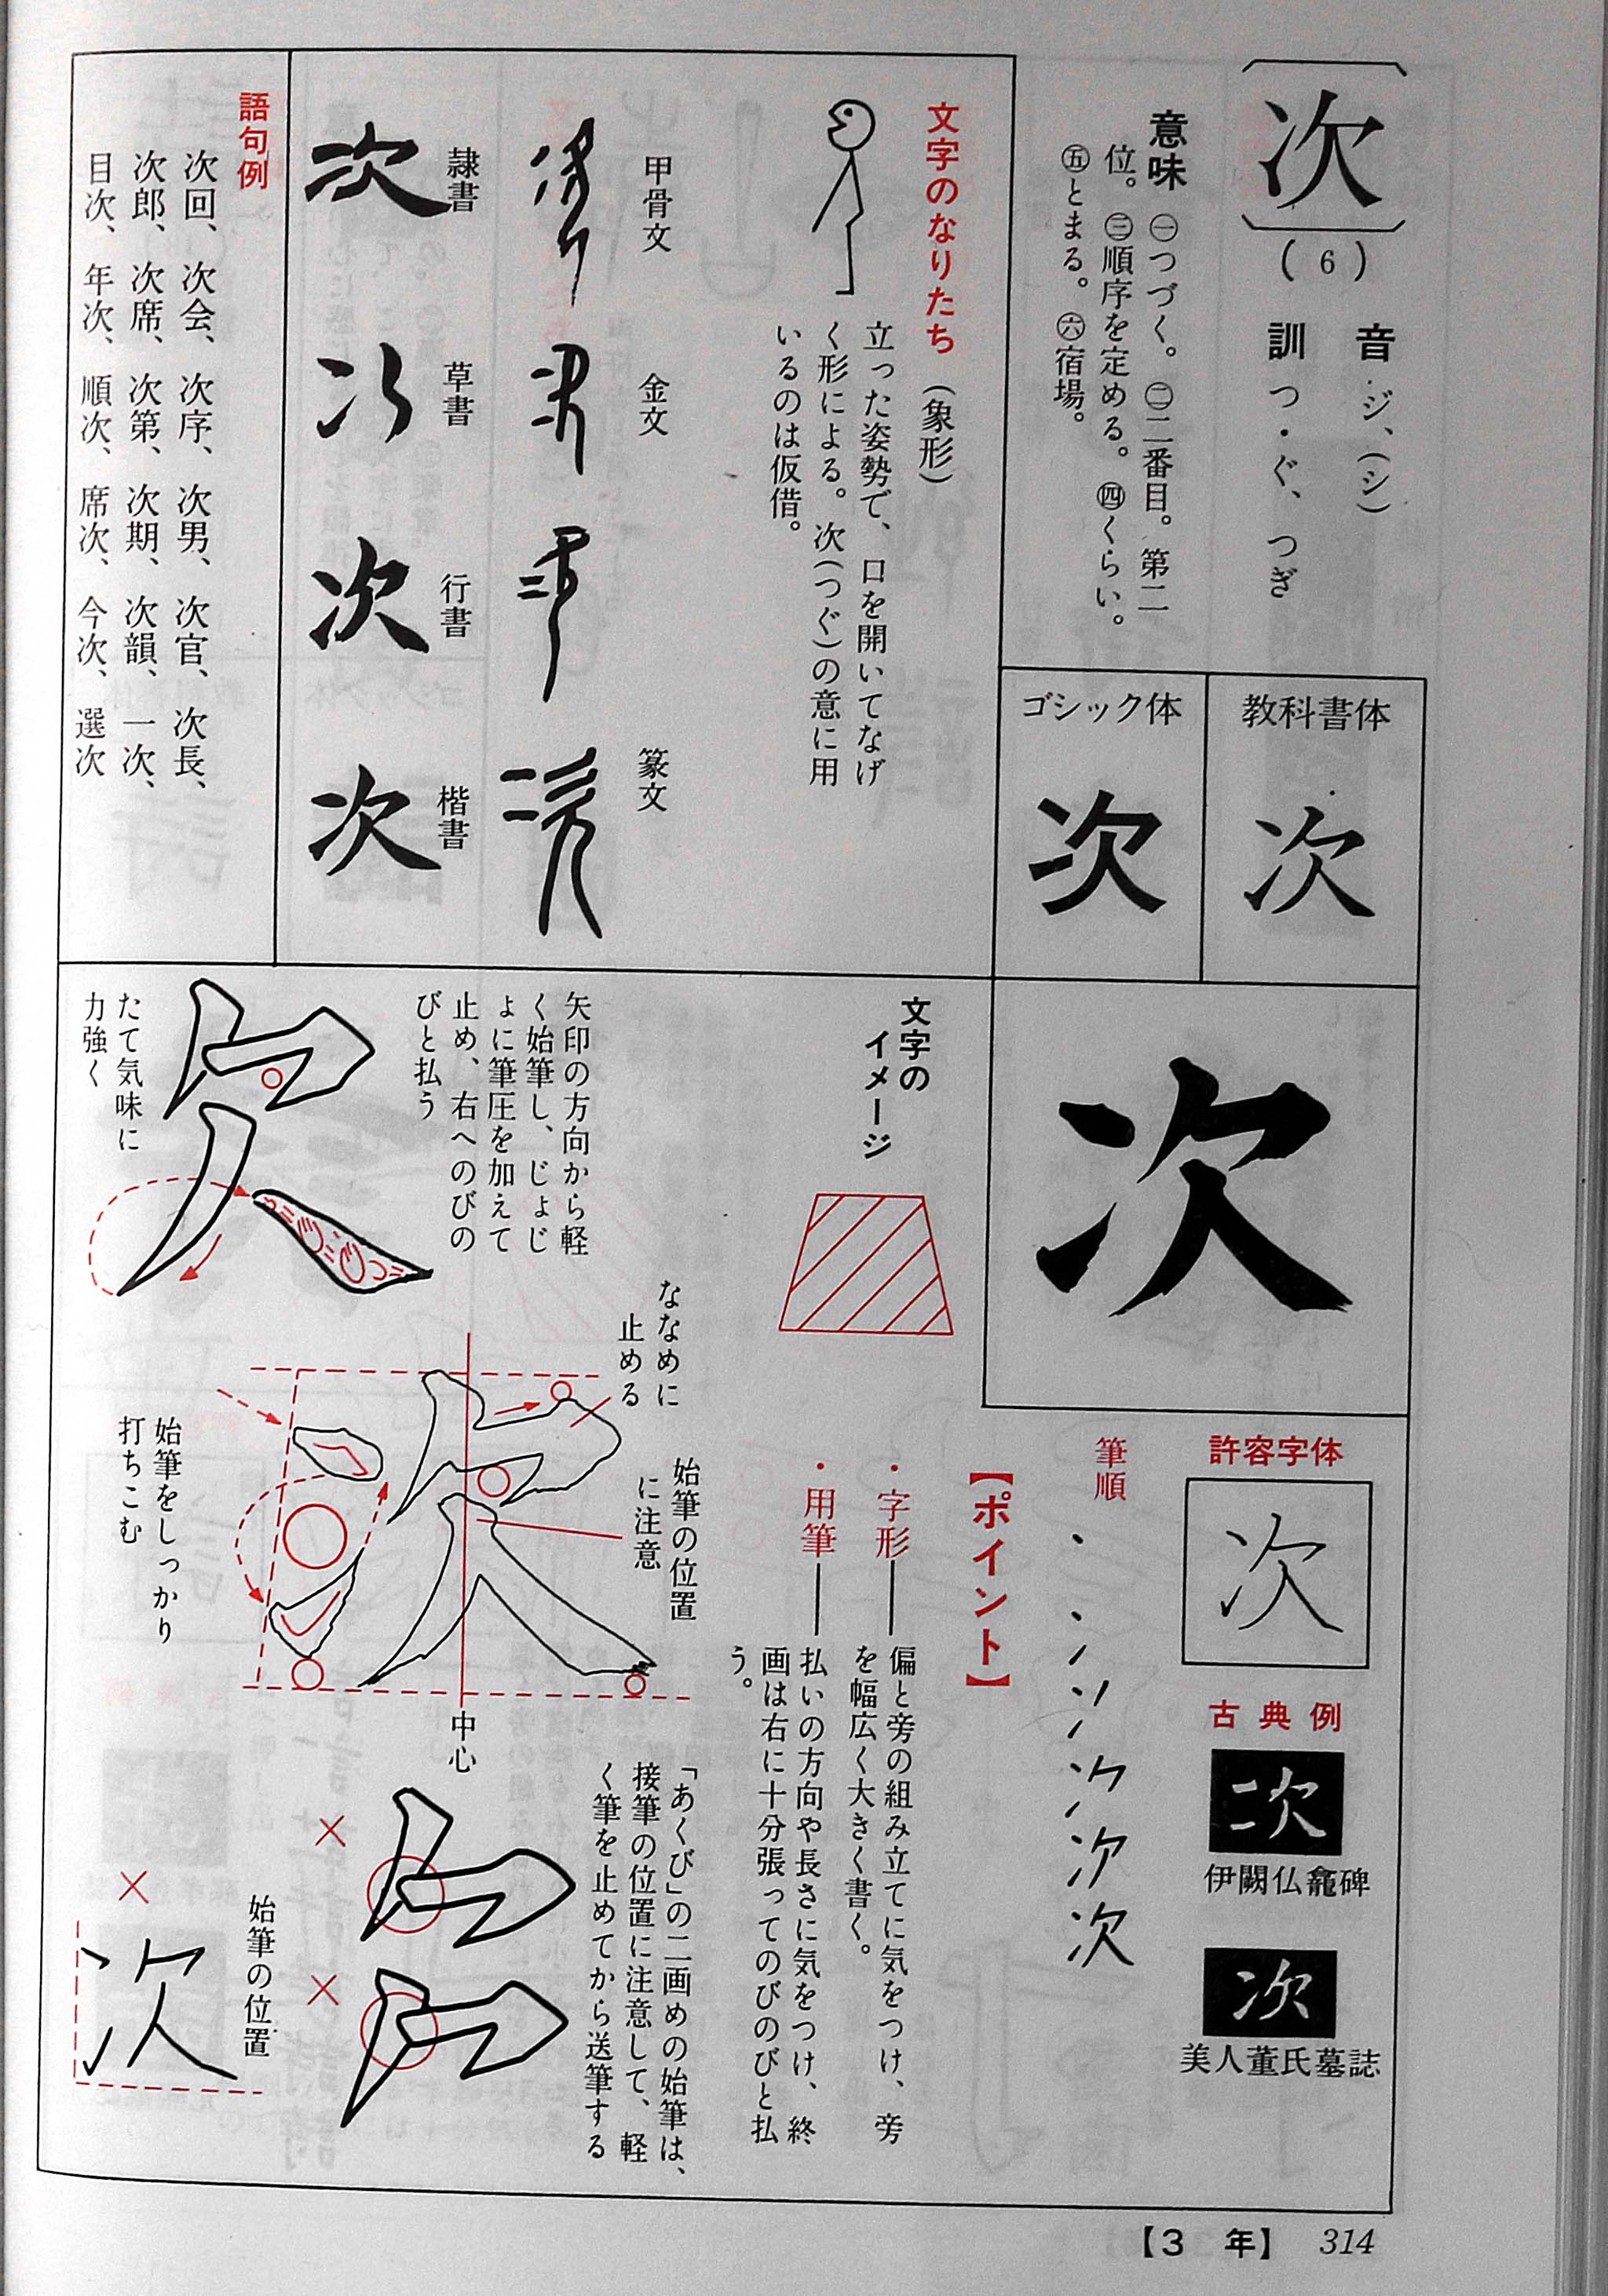 次
(6)
音 ジ、(シ)
訓 つ・ぐ、つぎ
意味 ㊀つづく。㊁二番目。第二
位。㊂順序を定める。㊃くらい。
㊄とまる。㊅宿場。
教科書体
次
ゴシック体
次
文字のなりたち (象形)
立った姿勢で、口を開いてなげ
く形による。次(つぐ)の意に用
いるのは仮借。
甲骨文
金文
篆文
隷書
次
草書
次
行書
次
楷書
次
語句例
次回、次会、次序、次男、次官、次長、
次郎、次席、次第、次期、次韻、一次、
目次、年次、順次、席次、今次、選次
次
許容字体
次
古典例
次
伊闕仏龕碑
次
美人董氏墓誌
筆順
次
【ポイント】
・字形──偏と旁の組み立てに気をつけ、旁
を幅広く大きく書く。
・用筆──払いの方向や長さに気をつけ、終
画は右に十分張ってのびのびと払
う。
文字の
イメージ
矢印の方向から軽
く始筆し、じょじ
ょに筆圧を加えて
止め、右へのびの
びと払う
たて気味に
力強く
ななめに
止める
始筆の位置
に注意
始筆をしっかり
打ちこむ
中心
「あくび」の二画めの始筆は、
接筆の位置に注意して、軽
く筆を止めてから送筆する
×
×
始筆の位置
×
次
【3 年】 314